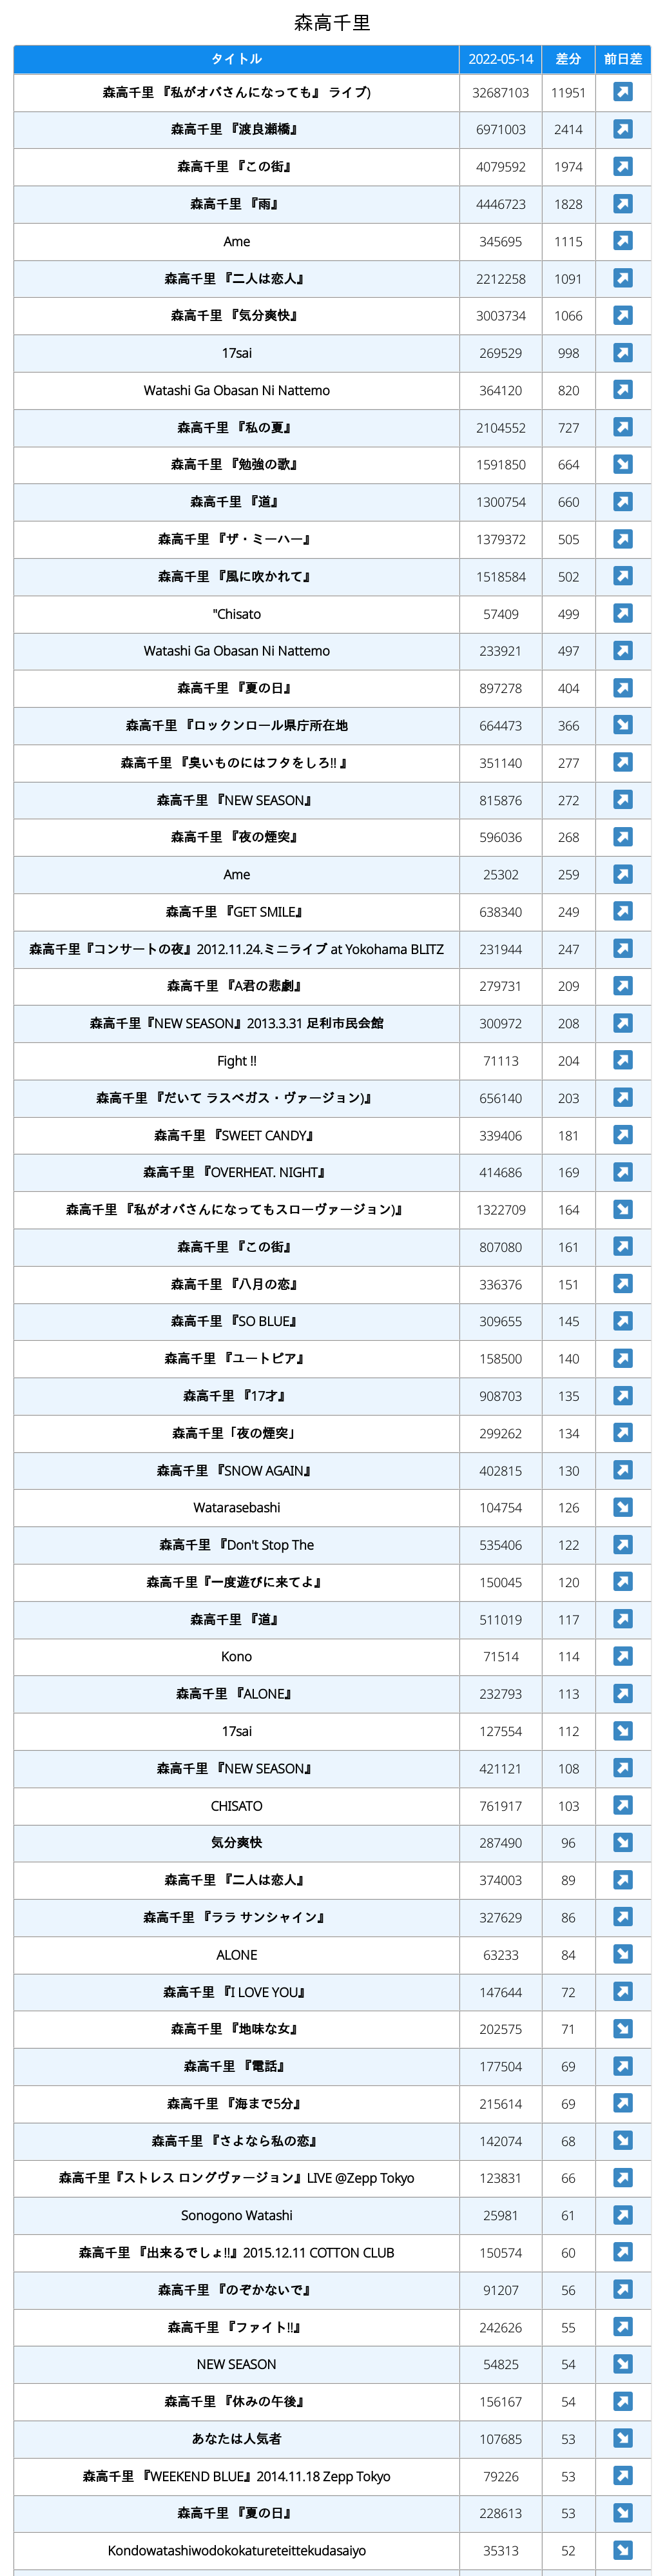 森高千里
タイトル 2022-05-14 差分 前日差
森高千里 『私がオバさんになっても』 ライブ) 32687103 11951
森高千里 『渡良瀬橋』 6971003 2414
森高千里 『この街』 4079592 1974
森高千里 『雨』 4446723 1828
Ame 345695 1115
森高千里 『二人は恋人』 2212258 1091
森高千里 『気分爽快』 3003734 1066
17sai 269529 998
Watashi Ga Obasan Ni Nattemo 364120 820
森高千里 『私の夏』 2104552 727
森高千里 『勉強の歌』 1591850 664
森高千里 『道』 1300754 660
森高千里 『ザ・ミーハー』 1379372 505
森高千里 『風に吹かれて』 1518584 502
"Chisato 57409 499
Watashi Ga Obasan Ni Nattemo 233921 497
森高千里 『夏の日』 897278 404
森高千里 『ロックンロール県庁所在地 664473 366
森高千里 『臭いものにはフタをしろ!! 』 351140 277
森高千里 『NEW SEASON』 815876 272
森高千里 『夜の煙突』 596036 268
Ame 25302 259
森高千里 『GET SMILE』 638340 249
森高千里『コンサートの夜』2012.11.24.ミニライブ at Yokohama BLITZ 231944 247
森高千里 『A君の悲劇』 279731 209
森高千里『NEW SEASON』2013.3.31 足利市民会館 300972 208
Fight !! 71113 204
森高千里 『だいて ラスベガス・ヴァージョン)』 656140 203
森高千里 『SWEET CANDY』 339406 181
森高千里 『OVERHEAT. NIGHT』 414686 169
森高千里 『私がオバさんになってもスローヴァージョン)』 1322709 164
森高千里 『この街』 807080 161
森高千里 『八月の恋』 336376 151
森高千里 『SO BLUE』 309655 145
森高千里 『ユートピア』 158500 140
森高千里 『17才』 908703 135
森高千里「夜の煙突」 299262 134
森高千里 『SNOW AGAIN』 402815 130
Watarasebashi 104754 126
森高千里 『Don't Stop The 535406 122
森高千里『一度遊びに来てよ』 150045 120
森高千里 『道』 511019 117
Kono 71514 114
森高千里 『ALONE』 232793 113
17sai 127554 112
森高千里 『NEW SEASON』 421121 108
CHISATO 761917 103
気分爽快 287490 96
森高千里 『二人は恋人』 374003 89
森高千里 『ララ サンシャイン』 327629 86
ALONE 63233 84
森高千里 『I LOVE YOU』 147644 72
森高千里 『地味な女』 202575 71
森高千里 『電話』 177504 69
森高千里 『海まで5分』 215614 69
森高千里 『さよなら私の恋』 142074 68
森高千里『ストレス ロングヴァージョン』LIVE @Zepp Tokyo 123831 66
Sonogono Watashi 25981 61
森高千里 『出来るでしょ!!』2015.12.11 COTTON CLUB 150574 60
森高千里 『のぞかないで』 91207 56
森高千里 『ファイト!!』 242626 55
NEW SEASON 54825 54
森高千里 『休みの午後』 156167 54
あなたは人気者 107685 53
森高千里 『WEEKEND BLUE』2014.11.18 Zepp Tokyo 79226 53
森高千里 『夏の日』 228613 53
Kondowatashiwodokokatureteittekudasaiyo 35313 52